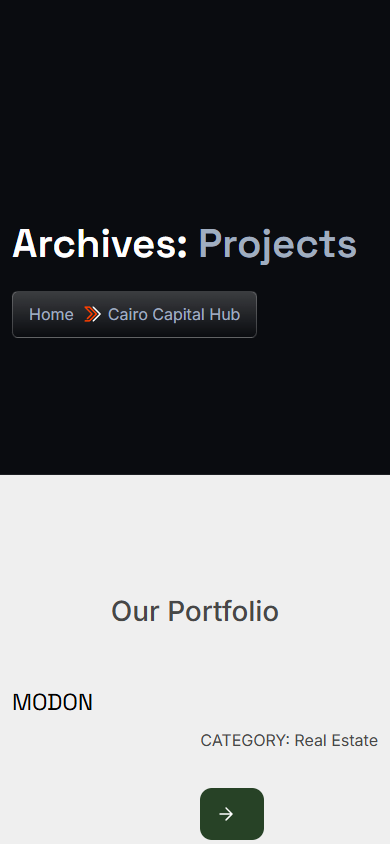 Archives: Projects
Home Cairo Capital Hub
Our Portfolio
MODON
CATEGORY: Real Estate